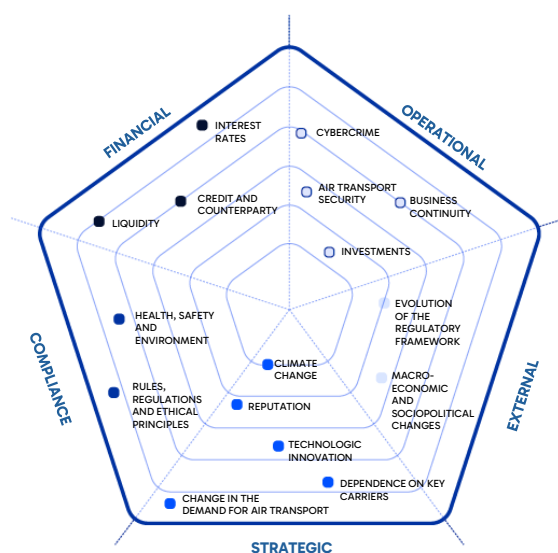 FINANCIAL
OPERATIONAL
INTEREST
RATES
CYBERCRIME
AIR TRANSPORT
SECURITY
CREDIT AND
COUNTERPARTY
BUSINESS
CONTINUITY
LIQUIDITY
INVESTMENTS
HEALTH, SAFETY
AND
ENVIRONMENT
EVOLUTION
OF THE
REGULATORY
FRAMEWORK
COMPLIANCE
EXTERNAL
CLIMATE
CHANGE
MACRO-
ECONOMIC
AND
SOCIOPOLITICAL
CHANGES
RULES,
REGULATIONS
AND ETHICAL
PRINCIPLES
REPUTATION
TECHNOLOGIC
INNOVATION
DEPENDENCE ON KEY
CARRIERS
CHANGE IN THE
DEMAND FOR AIR TRANSPORT
STRATEGIC